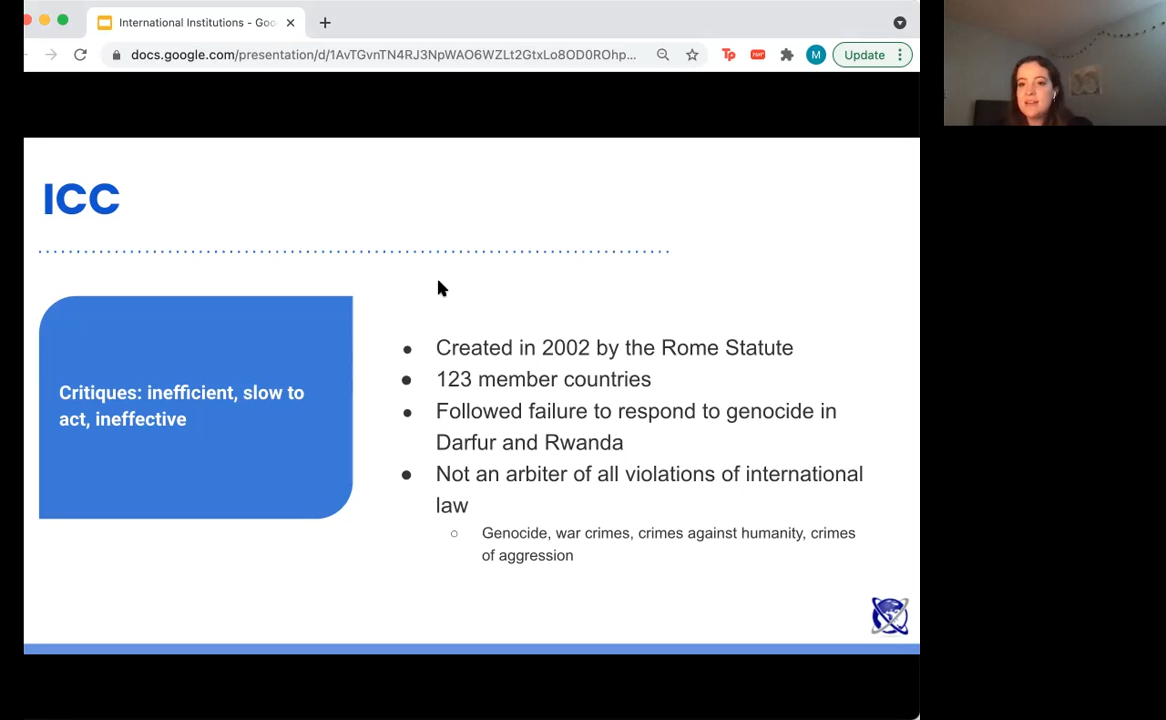 International Institutions - Goo
docs.google.com/presentation/d/1AvTGvnTN4RJ3NpWAO6WZLt2GtxLo8OD0ROhp...
Tp
M
Update
ICC
Critiques: inefficient, slow to
act, ineffective
● Created in 2002 by the Rome Statute
● 123 member countries
● Followed failure to respond to genocide in
Darfur and Rwanda
● Not an arbiter of all violations of international
law
○ Genocide, war crimes, crimes against humanity, crimes
of aggression